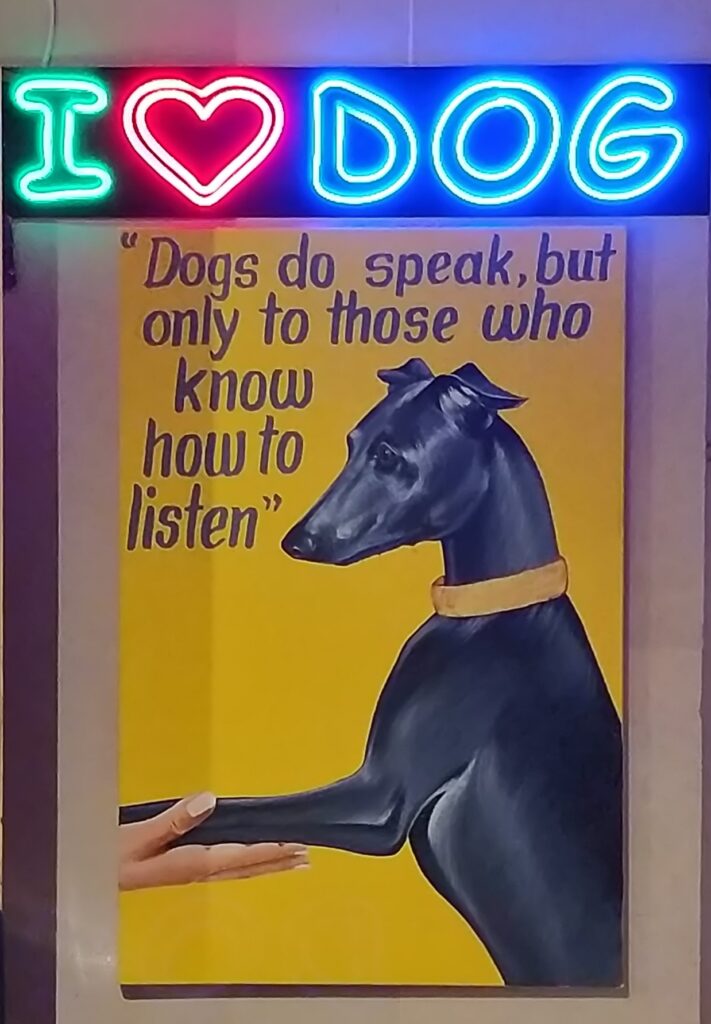 I ❤ DOG
“Dogs do speak, but
only to those who
know
how to
listen”